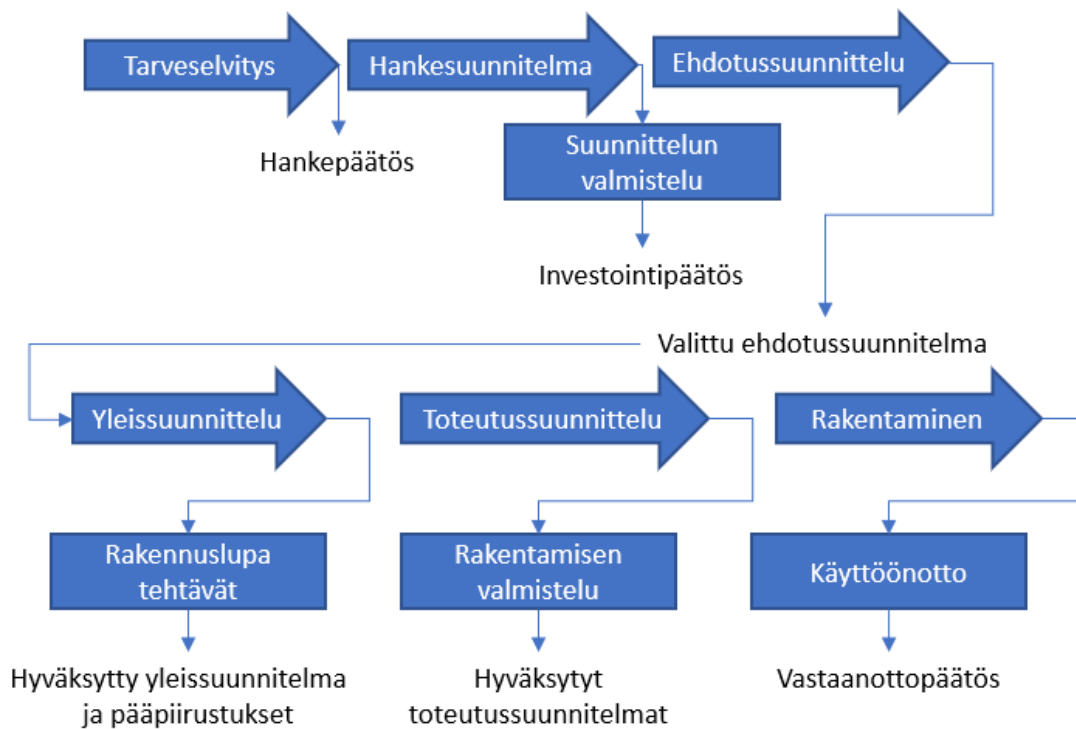 Tarveselvitys
Hankesuunnitelma
Ehdotussuunnittelu
Hankepäätös
Suunnittelun
valmistelu
Investointipäätös
Valittu ehdotussuunnitelma
Yleissuunnittelu
Toteutussuunnittelu
Rakentaminen
Rakennuslupa
tehtävät
Rakentamisen
valmistelu
Käyttöönotto
Hyväksytty yleissuunnitelma
ja pääpiirustukset
Hyväksytyt
toteutussuunnitelmat
Vastaanottopäätös